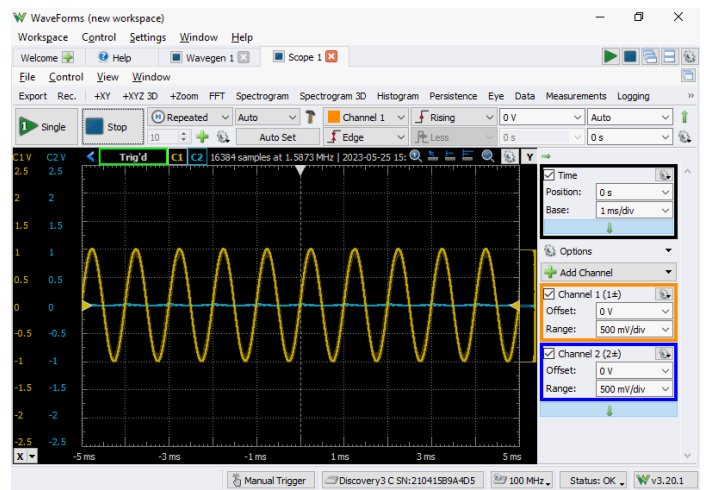 WaveForms (new workspace)
Workspace Control Settings Window Help
Welcome Help Wavegen 1 Scope 1
File Control View Window
Export Rec. +XY +XYZ 3D +Zoom FFT Spectrogram Spectrogram 3D Histogram Persistence Eye Data Measurements Logging »
Single Stop Repeated Auto Channel 1 Rising 0 V Auto
10 Auto Set Edge Less 0 s 0 s
C1 V C2 V Trig'd C1 C2 16384 samples at 1.5873 MHz | 2023-05-25 15: Y
2.5 2.5
2 2
1.5 1.5
1 1
0.5 0.5
0 0
-0.5 -0.5
-1 -1
-1.5 -1.5
-2 -2
-2.5 -2.5
X -5 ms -3 ms -1 ms 1 ms 3 ms 5 ms
Time
Position: 0 s
Base: 1 ms/div
Options
Add Channel
Channel 1 (1±)
Offset: 0 V
Range: 500 mV/div
Channel 2 (2±)
Offset: 0 V
Range: 500 mV/div
Manual Trigger Discovery3 C SN:210415B9A4D5 100 MHz Status: OK v3.20.1